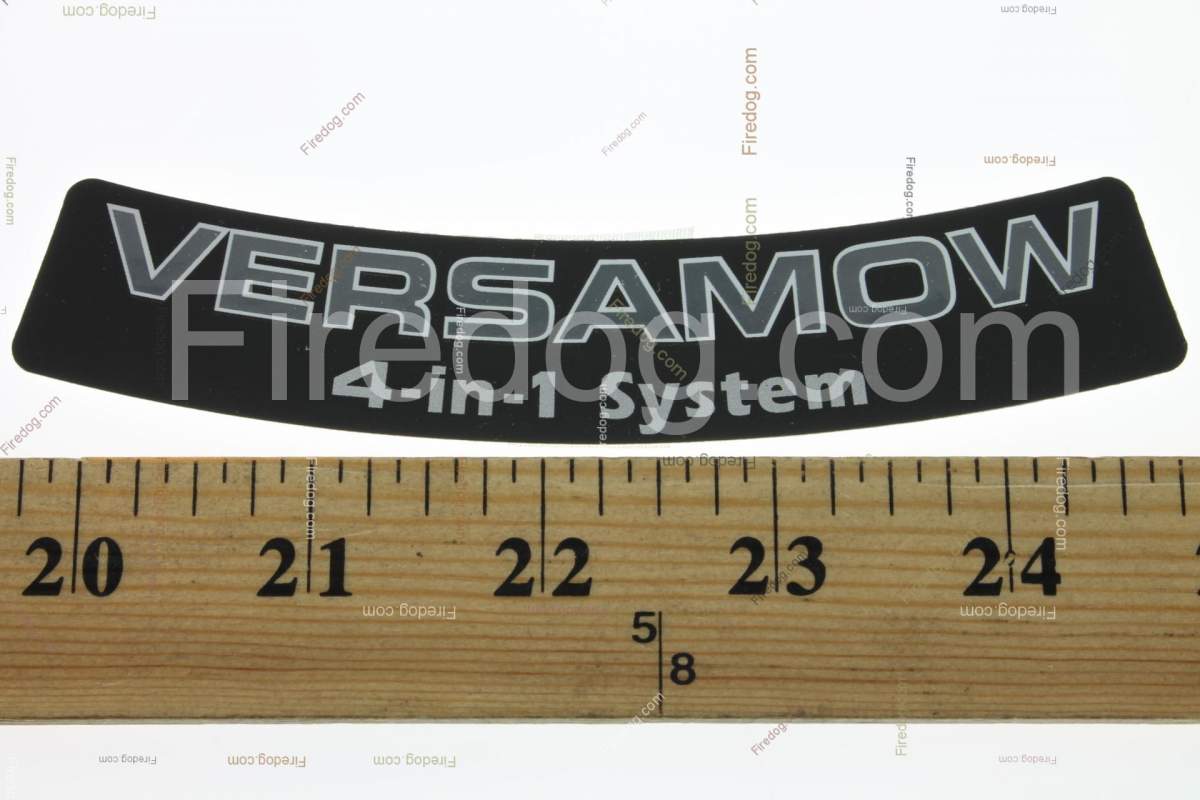 VERSAMOW
4-in-1 System
Firedog.com
20 21 22 23 24
5
8